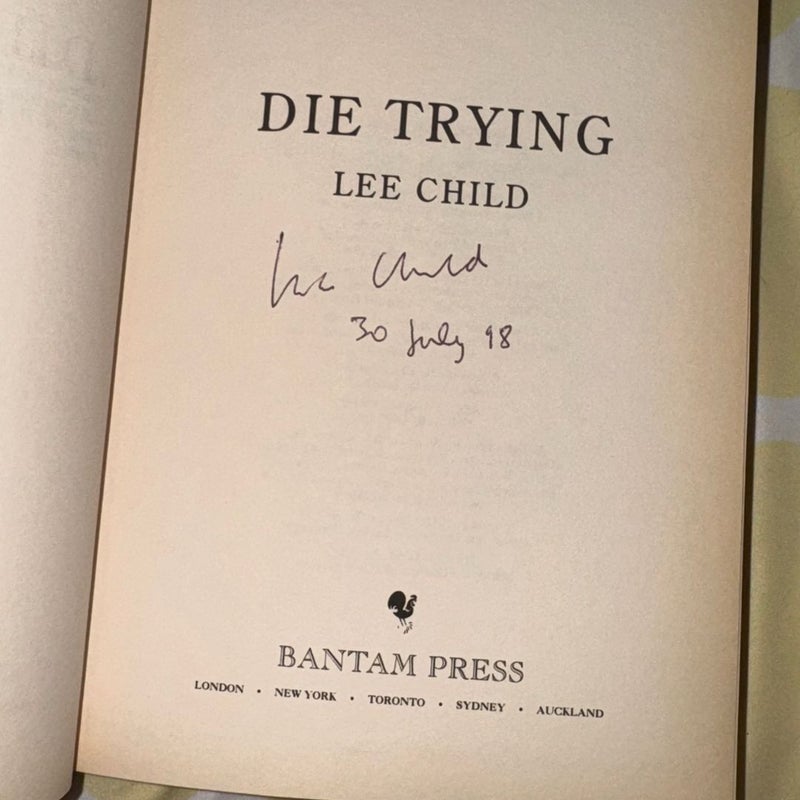 DIE TRYING
LEE CHILD
Lee Child
30 July 98
BANTAM PRESS
LONDON • NEW YORK • TORONTO • SYDNEY • AUCKLAND